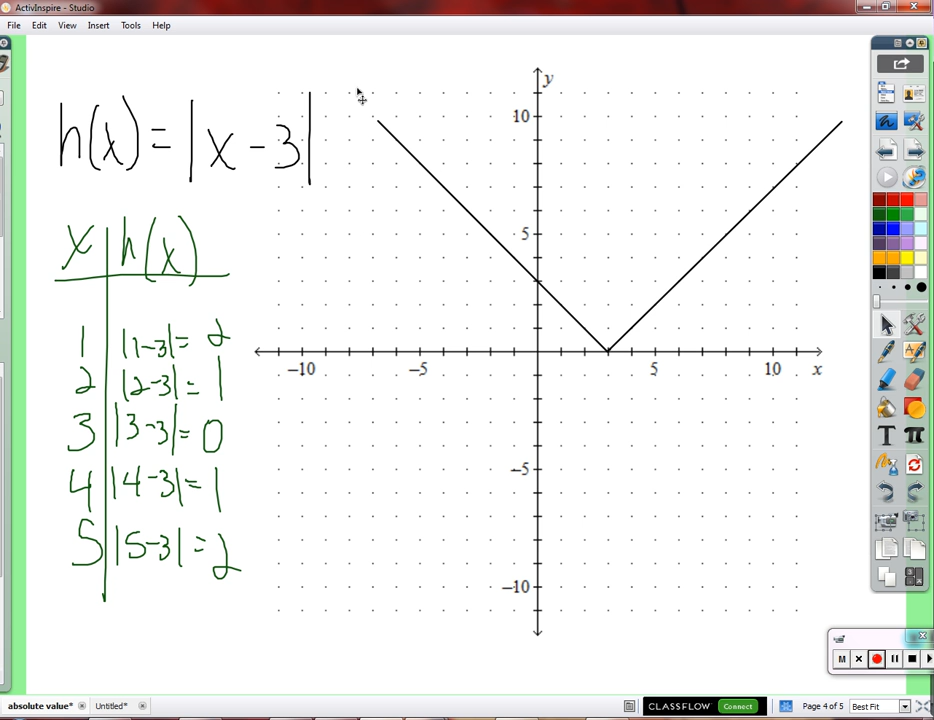 ActivInspire - Studio
File Edit View Insert Tools Help
h(x) = |x - 3|
x h(x)
1 |1-3| = 2
2 |2-3| = 1
3 |3-3| = 0
4 |4-3| = 1
5 |5-3| = 2
y
10
5
-10 -5 5 10 x
-5
-10
T π
M
absolute value* Untitled* CLASSFLOW Connect Page 4 of 5 Best Fit